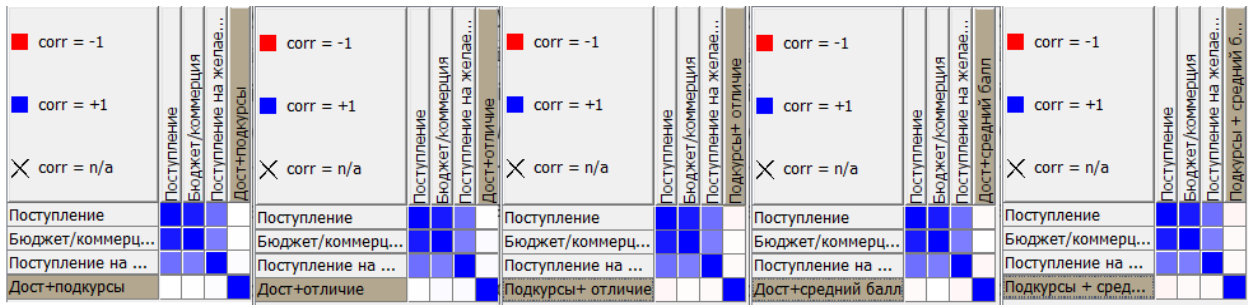 corr = -1
corr = +1
corr = n/a
Поступление
Бюджет/коммерция
Поступление на желае...
Дост+подкурсы
Поступление
Бюджет/коммерц...
Поступление на ...
Дост+подкурсы
corr = -1
corr = +1
corr = n/a
Поступление
Бюджет/коммерция
Поступление на желае...
Дост+отличие
Поступление
Бюджет/коммерц...
Поступление на ...
Дост+отличие
corr = -1
corr = +1
corr = n/a
Поступление
Бюджет/коммерция
Поступление на желае...
Подкурсы+ отличие
Поступление
Бюджет/коммерц...
Поступление на ...
Подкурсы+ отличие
corr = -1
corr = +1
corr = n/a
Поступление
Бюджет/коммерция
Поступление на желае...
Дост+средний балл
Поступление
Бюджет/коммерц...
Поступление на ...
Дост+средний балл
corr = -1
corr = +1
corr = n/a
Поступление
Бюджет/коммерция
Поступление на желае...
Подкурсы + средний б...
Поступление
Бюджет/коммерц...
Поступление на ...
Подкурсы + сред...